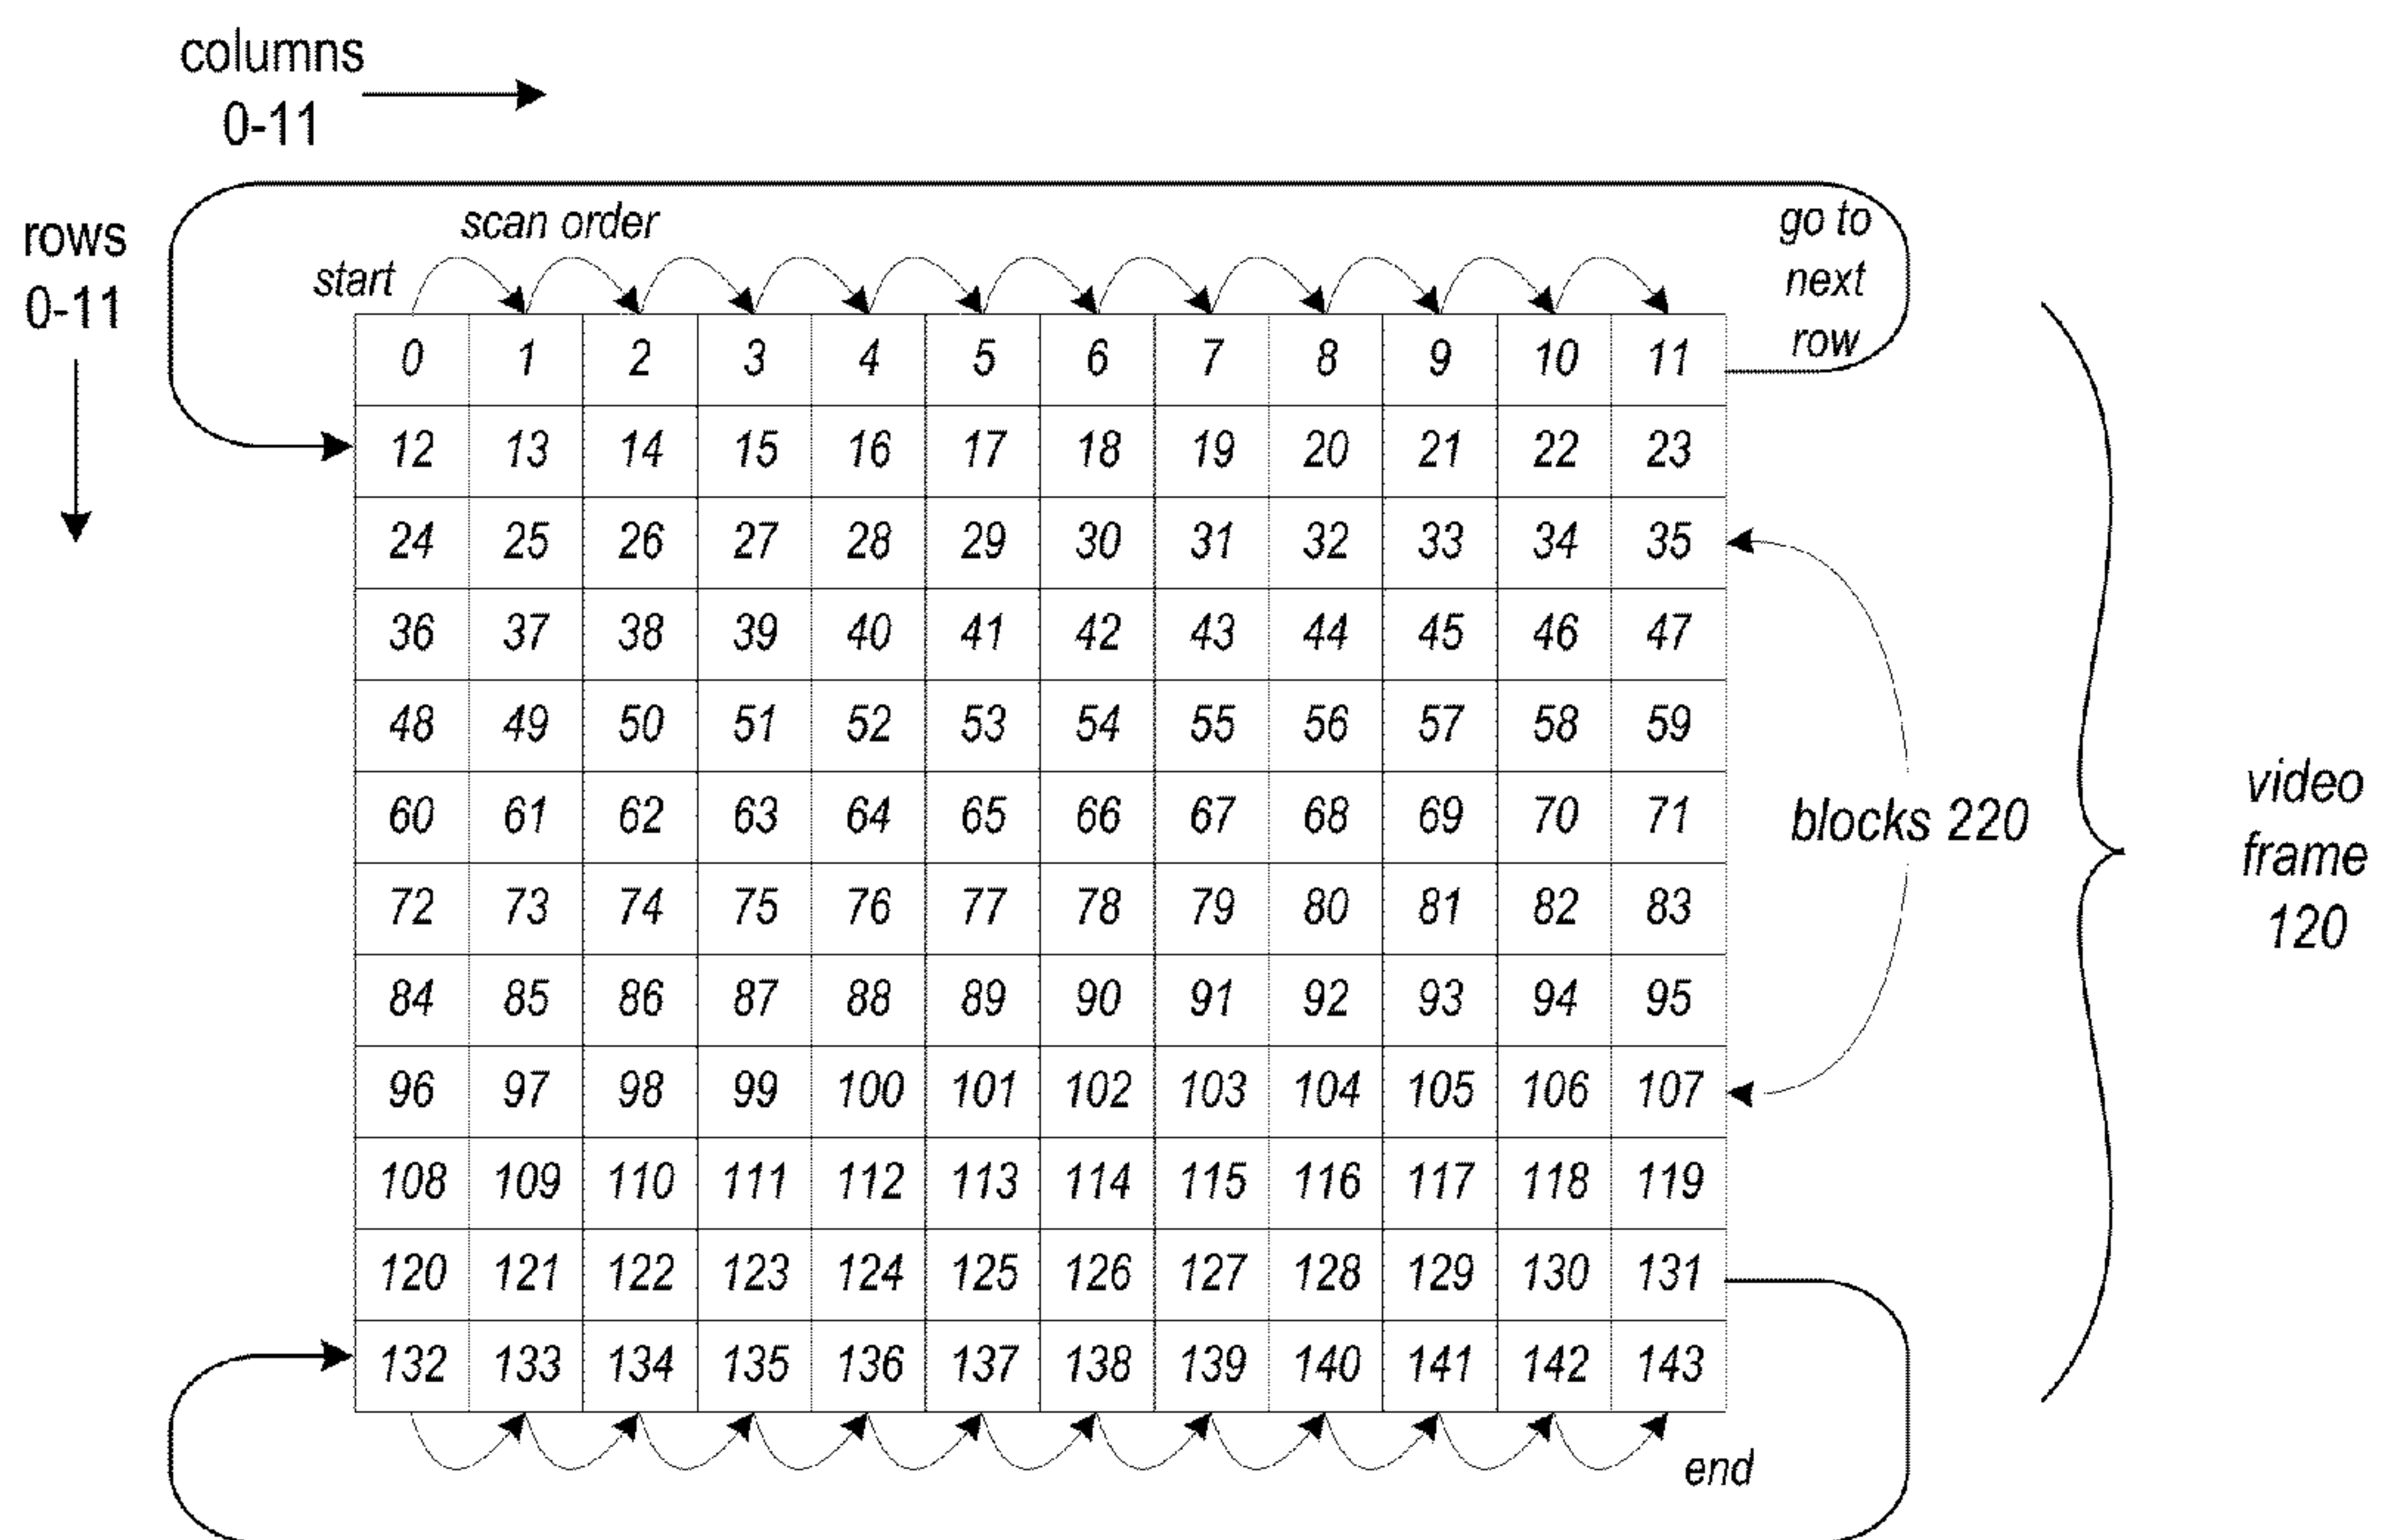 columns
0-11
rows
0-11
scan order
start
go to
next
row
0 1 2 3 4 5 6 7 8 9 10 11
12 13 14 15 16 17 18 19 20 21 22 23
24 25 26 27 28 29 30 31 32 33 34 35
36 37 38 39 40 41 42 43 44 45 46 47
48 49 50 51 52 53 54 55 56 57 58 59
60 61 62 63 64 65 66 67 68 69 70 71
72 73 74 75 76 77 78 79 80 81 82 83
84 85 86 87 88 89 90 91 92 93 94 95
96 97 98 99 100 101 102 103 104 105 106 107
108 109 110 111 112 113 114 115 116 117 118 119
120 121 122 123 124 125 126 127 128 129 130 131
132 133 134 135 136 137 138 139 140 141 142 143
end
blocks 220
video
frame
120